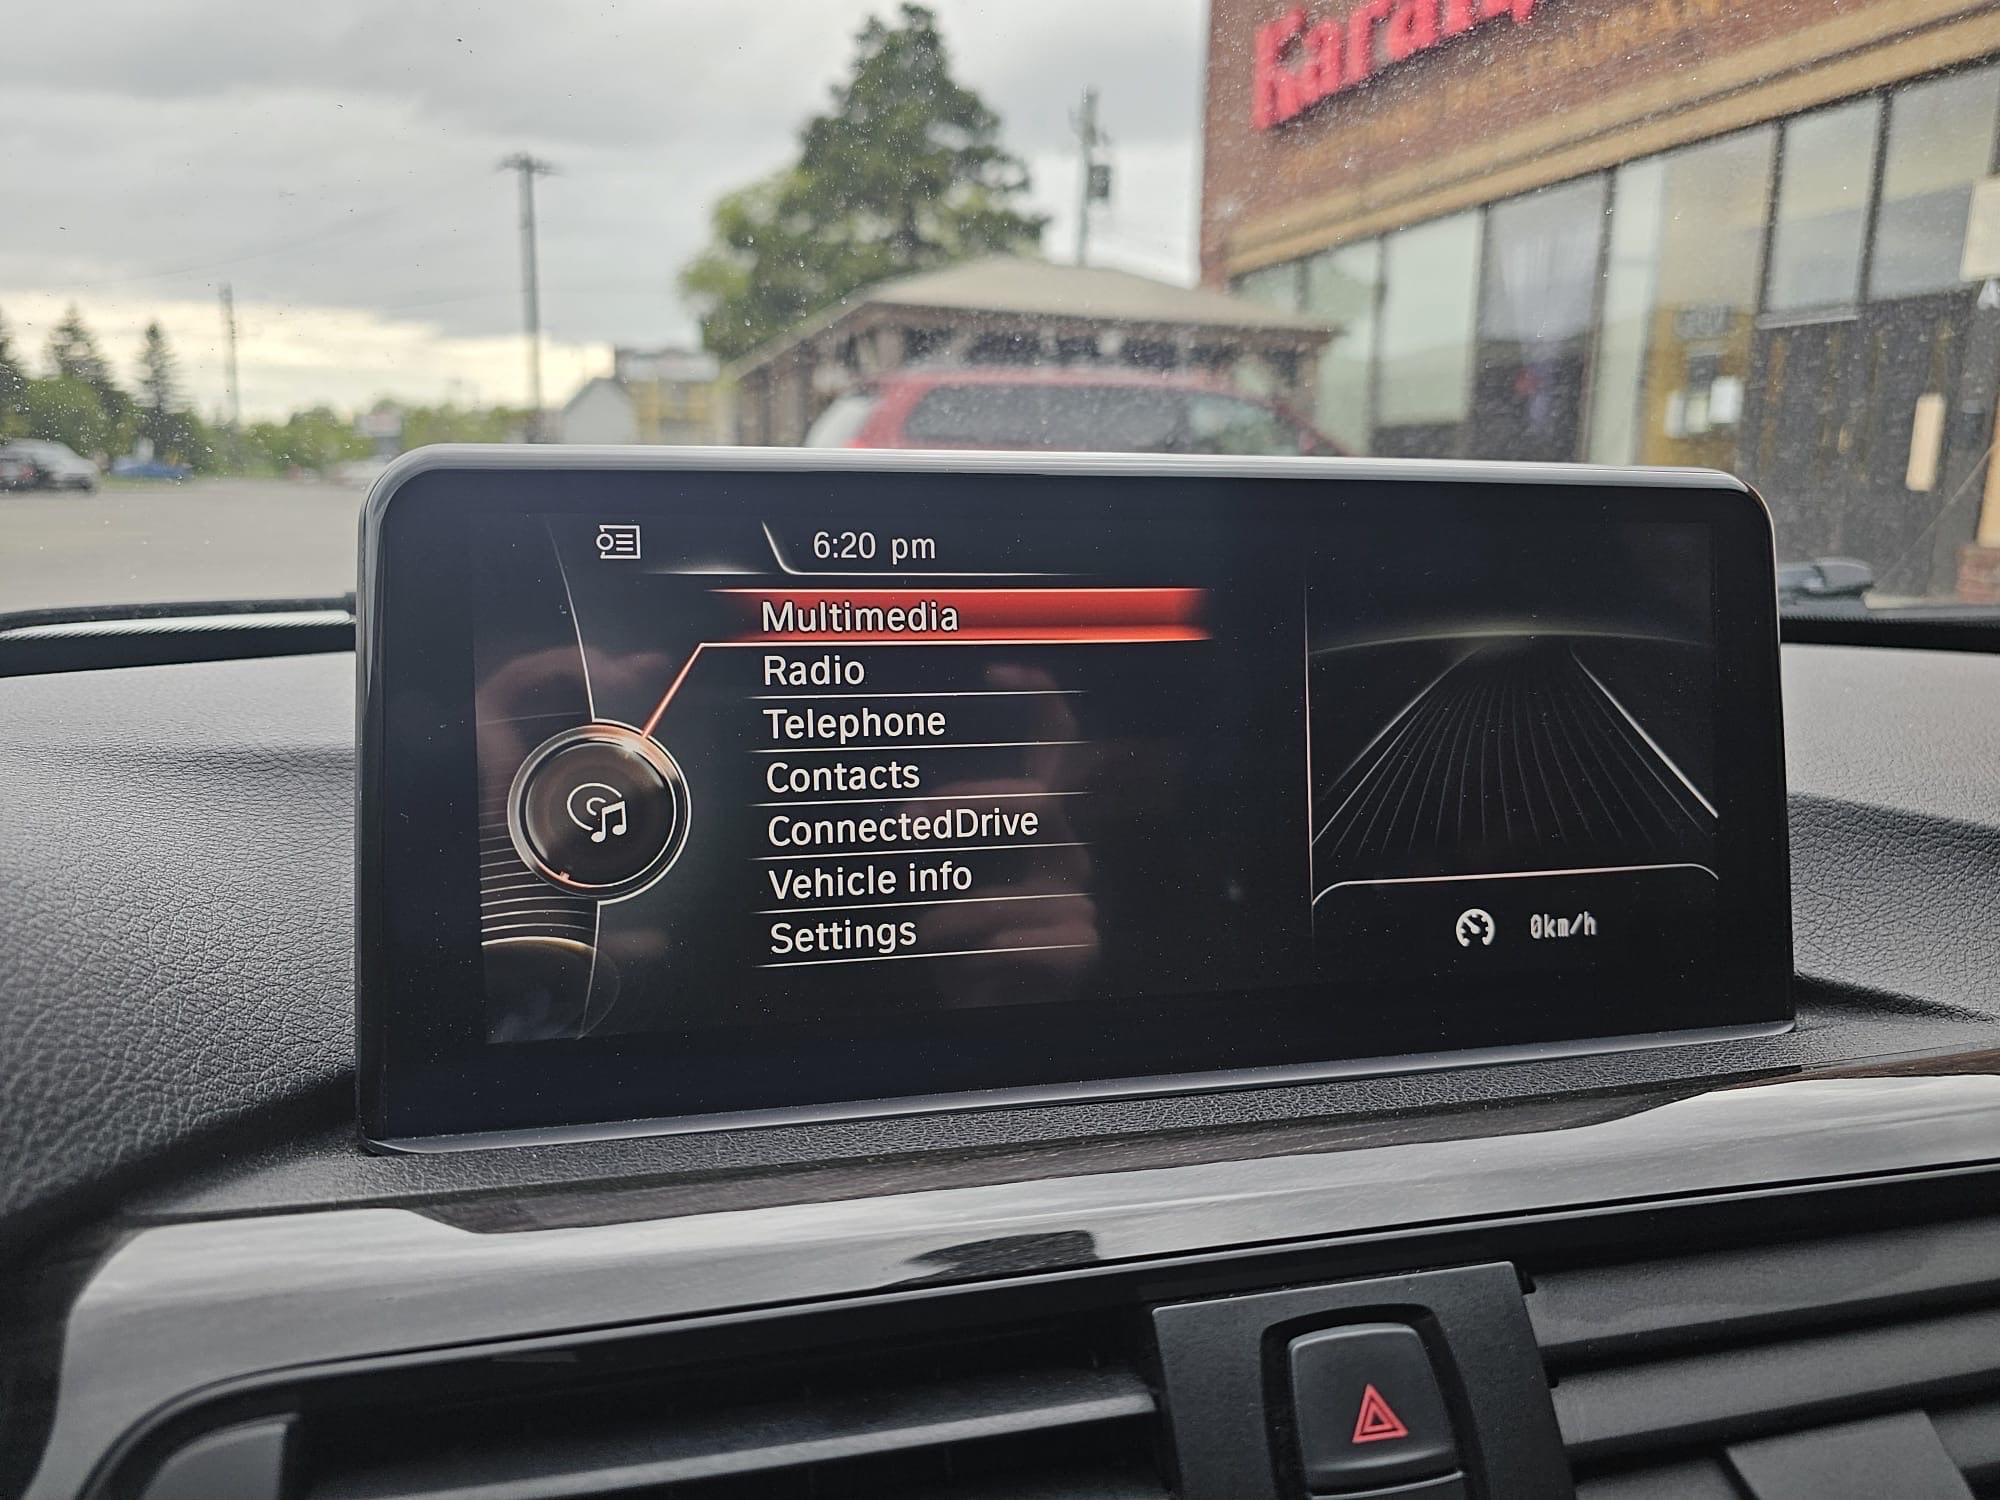 6:20 pm
Multimedia
Radio
Telephone
Contacts
ConnectedDrive
Vehicle info
Settings
0km/h